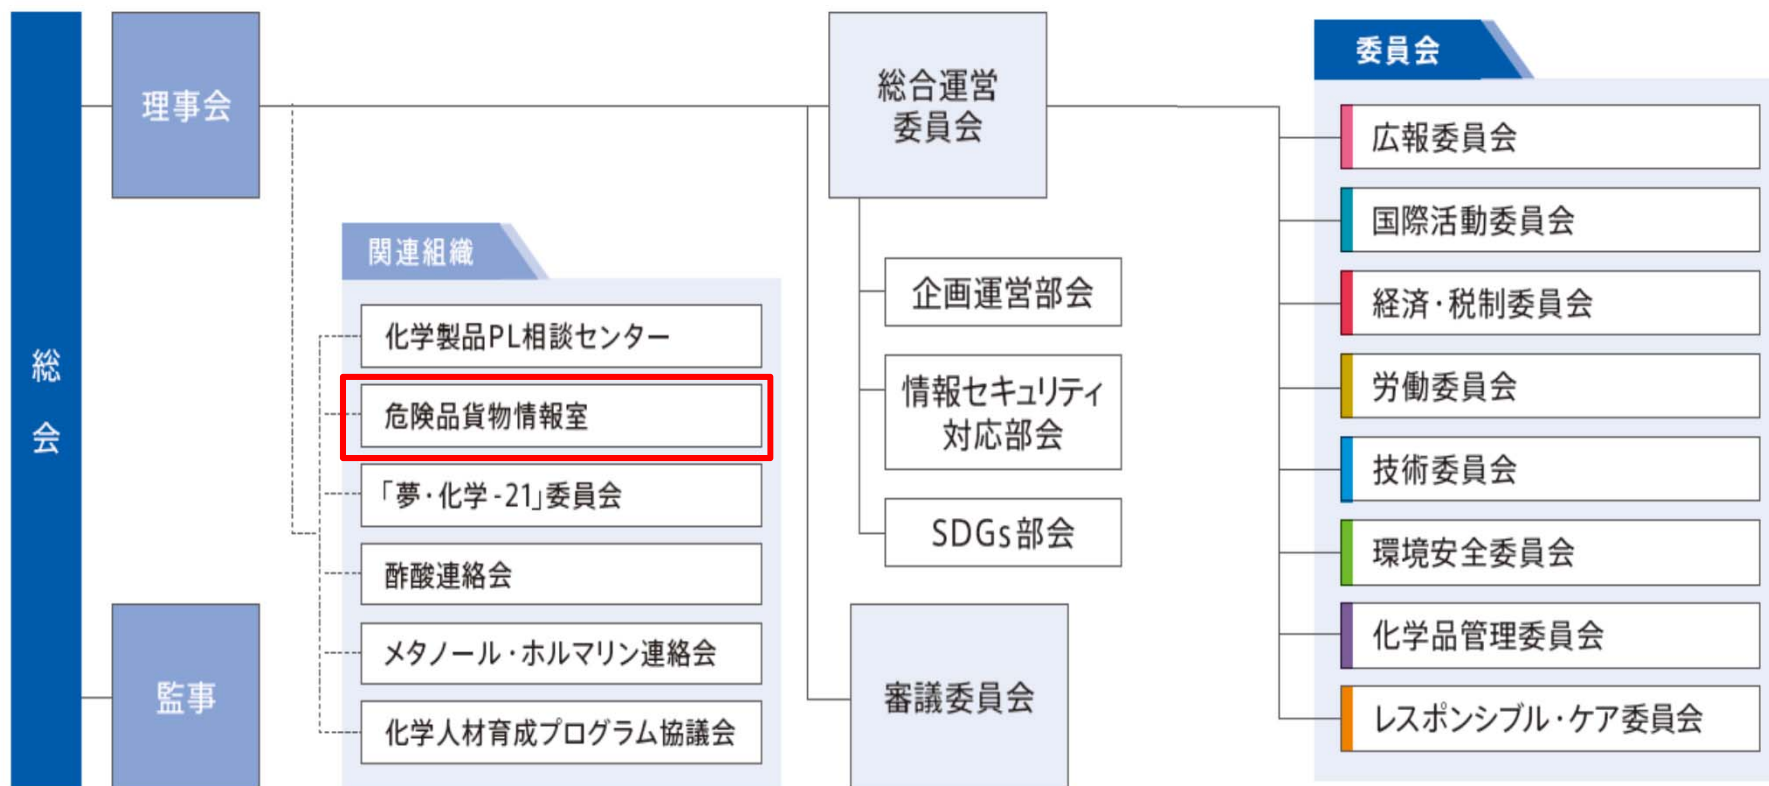 総会
理事会
監事
関連組織
化学製品PL相談センター
危険品貨物情報室
「夢・化学-21」委員会
酢酸連絡会
メタノール・ホルマリン連絡会
化学人材育成プログラム協議会
総合運営
委員会
企画運営部会
情報セキュリティ
対応部会
SDGs部会
審議委員会
委員会
広報委員会
国際活動委員会
経済・税制委員会
労働委員会
技術委員会
環境安全委員会
化学品管理委員会
レスポンシブル・ケア委員会